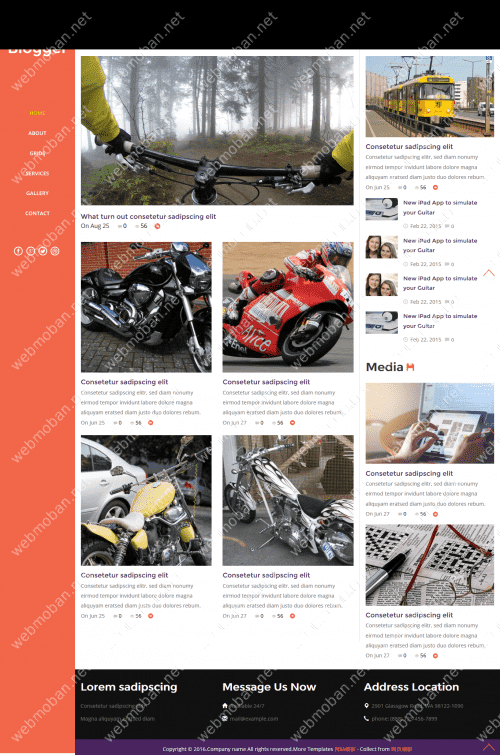 Blogger
HOME
ABOUT
GRIDS
SERVICES
GALLERY
CONTACT
What turn out consetetur sadipscing elit
On Aug 25 0 56
Consetetur sadipscing elit
Consetetur sadipscing elitr, sed diam nonumy
eirmod tempor invidunt labore dolore magna
aliquyam eratsed diam justo duo dolores rebum.
On Jun 25 0 56
Consetetur sadipscing elit
Consetetur sadipscing elitr, sed diam nonumy
eirmod tempor invidunt labore dolore magna
aliquyam eratsed diam justo duo dolores rebum.
On Jun 27 0 56
Consetetur sadipscing elit
Consetetur sadipscing elitr, sed diam nonumy
eirmod tempor invidunt labore dolore magna
aliquyam eratsed diam justo duo dolores rebum.
On Jun 25 0 56
Consetetur sadipscing elit
Consetetur sadipscing elitr, sed diam nonumy
eirmod tempor invidunt labore dolore magna
aliquyam eratsed diam justo duo dolores rebum.
On Jun 27 0 56
Consetetur sadipscing elit
Consetetur sadipscing elitr, sed diam nonumy
eirmod tempor invidunt labore dolore magna
aliquyam eratsed diam justo duo dolores rebum.
On Jun 25 0 56
New iPad App to simulate
your Guitar
Feb 22, 2015 0
New iPad App to simulate
your Guitar
Feb 22, 2015 0
New iPad App to simulate
your Guitar
Feb 22, 2015 0
New iPad App to simulate
your Guitar
Feb 22, 2015 0
Media
Consetetur sadipscing elit
Consetetur sadipscing elitr, sed diam nonumy
eirmod tempor invidunt labore dolore magna
aliquyam eratsed diam justo duo dolores rebum.
On Jun 27 0 56
Consetetur sadipscing elit
Consetetur sadipscing elitr, sed diam nonumy
eirmod tempor invidunt labore dolore magna
aliquyam eratsed diam justo duo dolores rebum.
On Jun 27 0 56
Lorem sadipscing
Consetetur sadipscing
Magna aliquyam eratsed diam
Message Us Now
Available 24/7
mail@example.com
Address Location
2901 Glassgow Road, WA 98122-1090
phone:
Copyright © 2016.Company name All rights reserved.More Templates - Collect from
webmoban.net